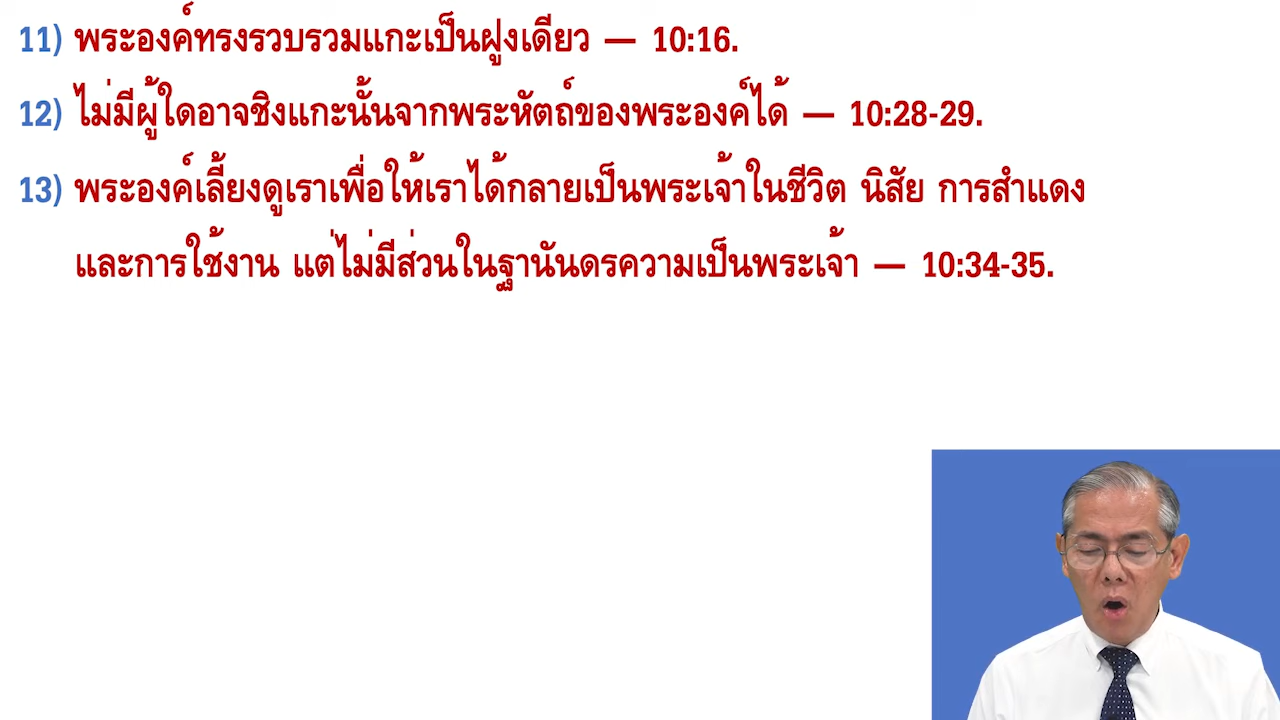 11) พระองค์ทรงรวบรวมแกะเป็นฝูงเดียว — 10:16.
12) ไม่มีผู้ใดอาจชิงแกะนั้นจากพระหัตถ์ของพระองค์ได้ — 10:28-29.
13) พระองค์เลี้ยงดูเราเพื่อให้เราได้กลายเป็นพระเจ้าในชีวิต นิสัย การสำแดง
และการใช้งาน แต่ไม่มีส่วนในฐานันดรความเป็นพระเจ้า — 10:34-35.